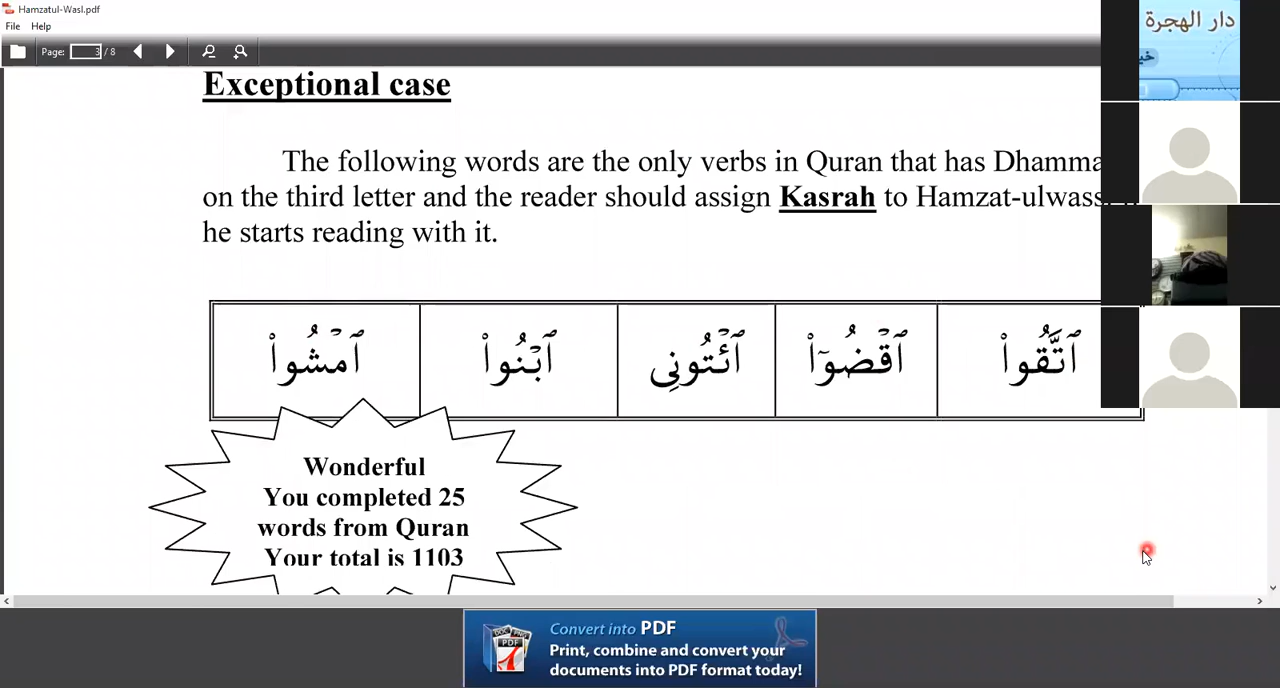 Hamzatul-Wasl.pdf
File Help
Page: 3 / 8
دار الهجرة
Exceptional case
The following words are the only verbs in Quran that has Dhamma
on the third letter and the reader should assign Kasrah to Hamzat-ulwass
he starts reading with it.
ٱتَّقُوا۟ ٱقْضُوٓا۟ ٱئْتُونِى ٱبْنُوا۟ ٱمْشُوا۟
Wonderful
You completed 25
words from Quran
Your total is 1103
Convert into PDF
Print, combine and convert your
documents into PDF format today!